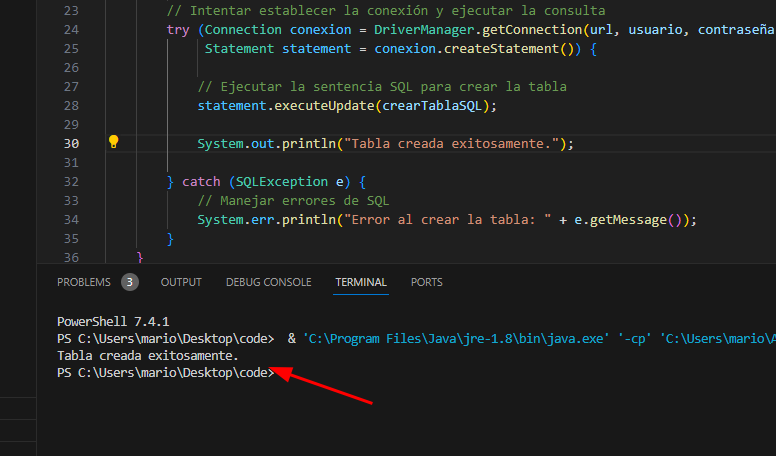 23 // Intentar establecer la conexión y ejecutar la consulta
24 try (Connection conexion = DriverManager.getConnection(url, usuario, contraseña
25 Statement statement = conexion.createStatement()) {
26
27 // Ejecutar la sentencia SQL para crear la tabla
28 statement.executeUpdate(crearTablaSQL);
29
30 System.out.println("Tabla creada exitosamente.");
31
32 } catch (SQLException e) {
33 // Manejar errores de SQL
34 System.err.println("Error al crear la tabla: " + e.getMessage());
35 }
36 }
PROBLEMS 3 OUTPUT DEBUG CONSOLE TERMINAL PORTS
PowerShell 7.4.1
PS C:\Users\mario\Desktop\code> & 'C:\Program Files\Java\jre-1.8\bin\java.exe' '-cp' 'C:\Users\mario\A
Tabla creada exitosamente.
PS C:\Users\mario\Desktop\code>